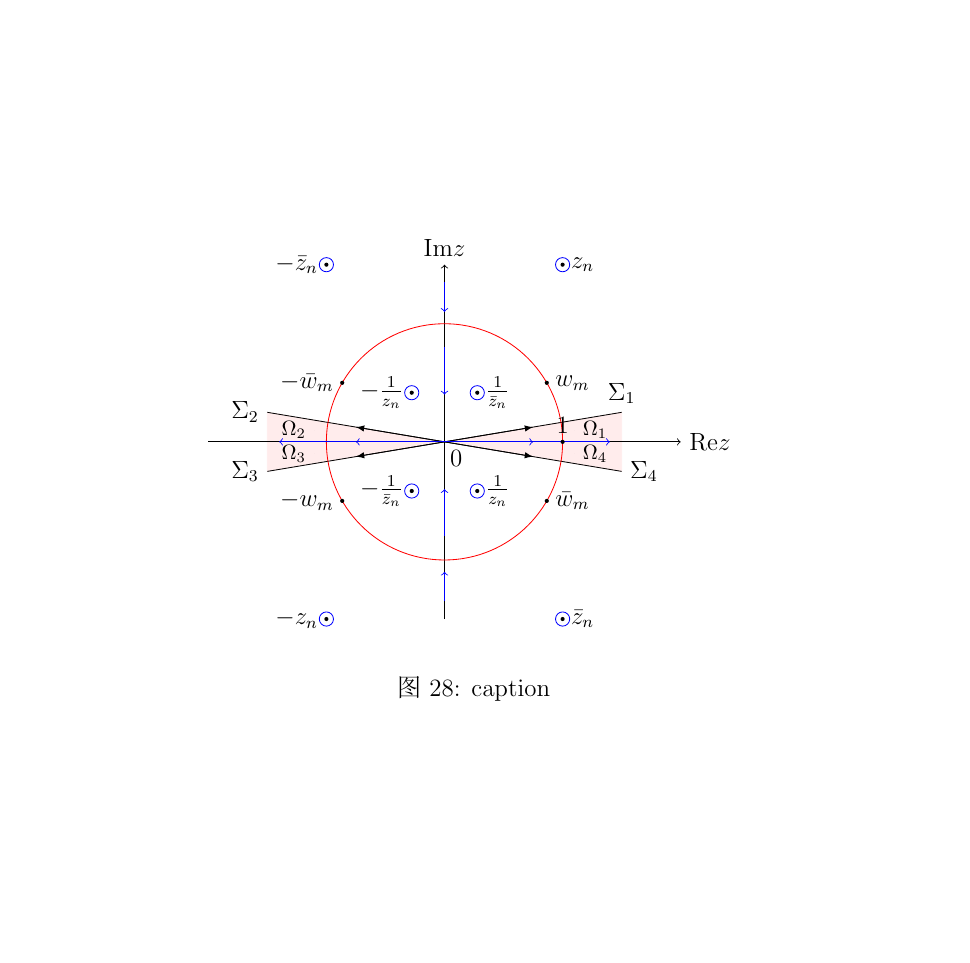 Imz
−z̄ₙ zₙ
−w̄ₘ −1/zₙ 1/z̄ₙ wₘ
Σ₁
Σ₂ Ω₂ 1 Ω₁
Rez
Ω₃ 0 Ω₄
Σ₃ Σ₄
−wₘ −1/z̄ₙ 1/zₙ w̄ₘ
−zₙ z̄ₙ
图 28: caption